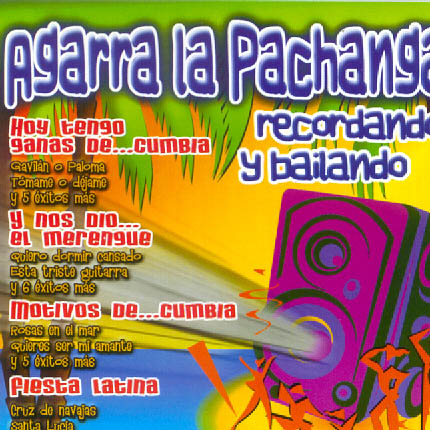 Agarra la Pachanga
recordando
y bailando
Hoy tengo
ganas de...cumbia
Gavilán o Paloma
Tómame o déjame
y 5 éxitos más
Y nos dio...
el merengue
Quiero dormir cansado
Esta triste guitarra
y 6 éxitos más
Motivos de...cumbia
Rosas en el mar
Quieres ser mi amante
y 5 éxitos más
Fiesta Latina
Cruz de navajas
Santa Lucía